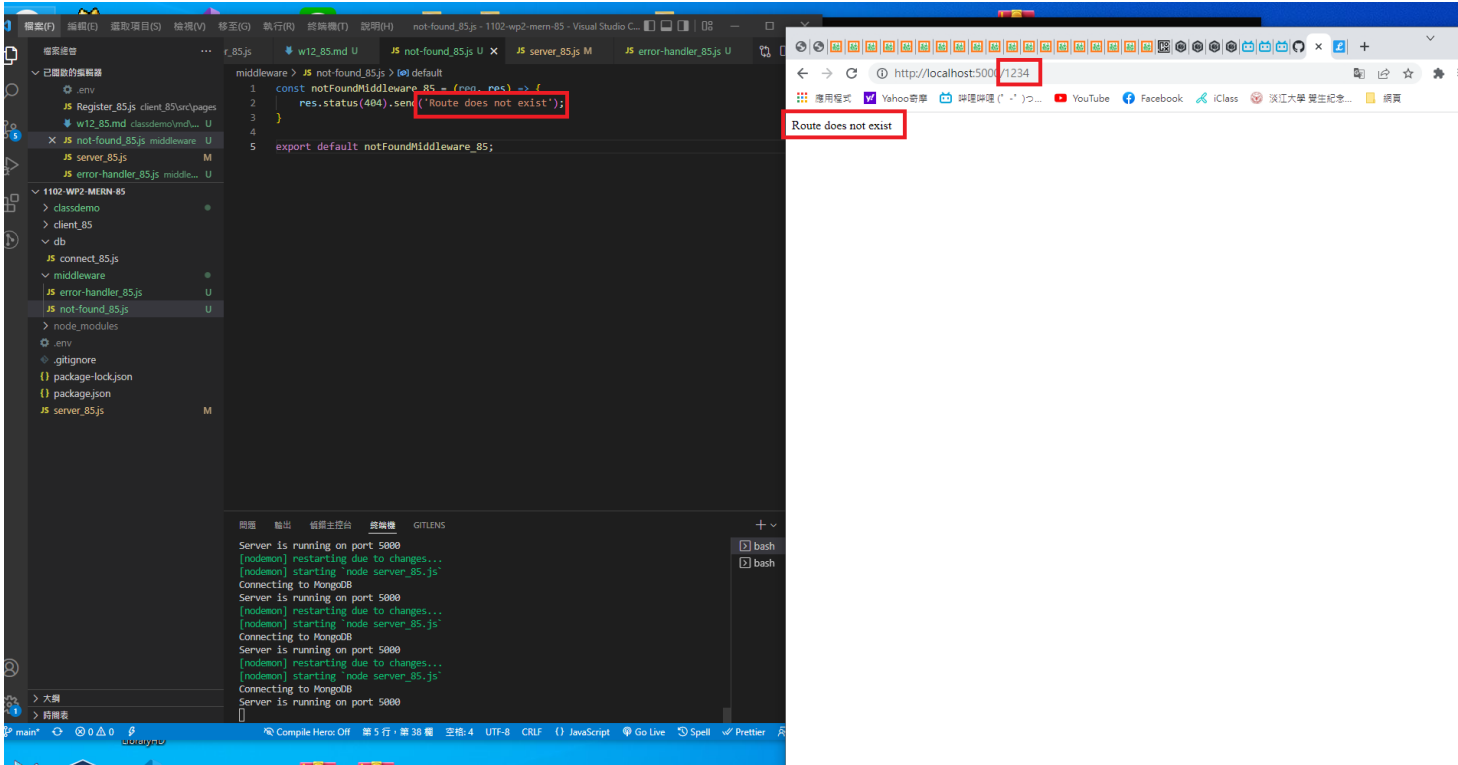 檔案(F) 編輯(E) 選取項目(S) 檢視(V) 移至(G) 執行(R) 終端機(T) 說明(H) not-found_85.js - 1102-wp2-mern-85 - Visual Studio C...
檔案總管
已開啟的編輯器
.env
JS Register_85.js client_85\src\pages
w12_85.md classdemo\md\... U
JS not-found_85.js middleware U
JS server_85.js M
JS error-handler_85.js middle... U
1102-WP2-MERN-85
classdemo
client_85
db
JS connect_85.js
middleware
JS error-handler_85.js U
JS not-found_85.js U
node_modules
.env
.gitignore
{} package-lock.json
{} package.json
JS server_85.js M
大綱
時間表
r_85.js w12_85.md U JS not-found_85.js U JS server_85.js M JS error-handler_85.js U
middleware > JS not-found_85.js > default
1 const notFoundMiddleware_85 = (req, res) => {
2 res.status(404).send('Route does not exist');
3 }
4
5 export default notFoundMiddleware_85;
問題 輸出 偵錯主控台 終端機 GITLENS
Server is running on port 5000
[nodemon] restarting due to changes...
[nodemon] starting `node server_85.js`
Connecting to MongoDB
Server is running on port 5000
[nodemon] restarting due to changes...
[nodemon] starting `node server_85.js`
Connecting to MongoDB
Server is running on port 5000
[nodemon] restarting due to changes...
[nodemon] starting `node server_85.js`
Connecting to MongoDB
Server is running on port 5000
bash
bash
5
1
main* 0 0 Compile Hero: Off 第 5 行，第 38 欄 空格: 4 UTF-8 CRLF {} JavaScript Go Live Spell Prettier
http://localhost:5000/1234
應用程式 Yahoo奇摩 嗶哩嗶哩 (゜-゜)つ... YouTube Facebook iClass 淡江大學 覺生紀念... 網頁
Route does not exist